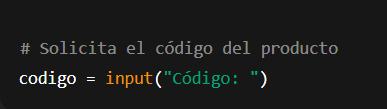 # Solicita el código del producto
codigo = input("Código: ")